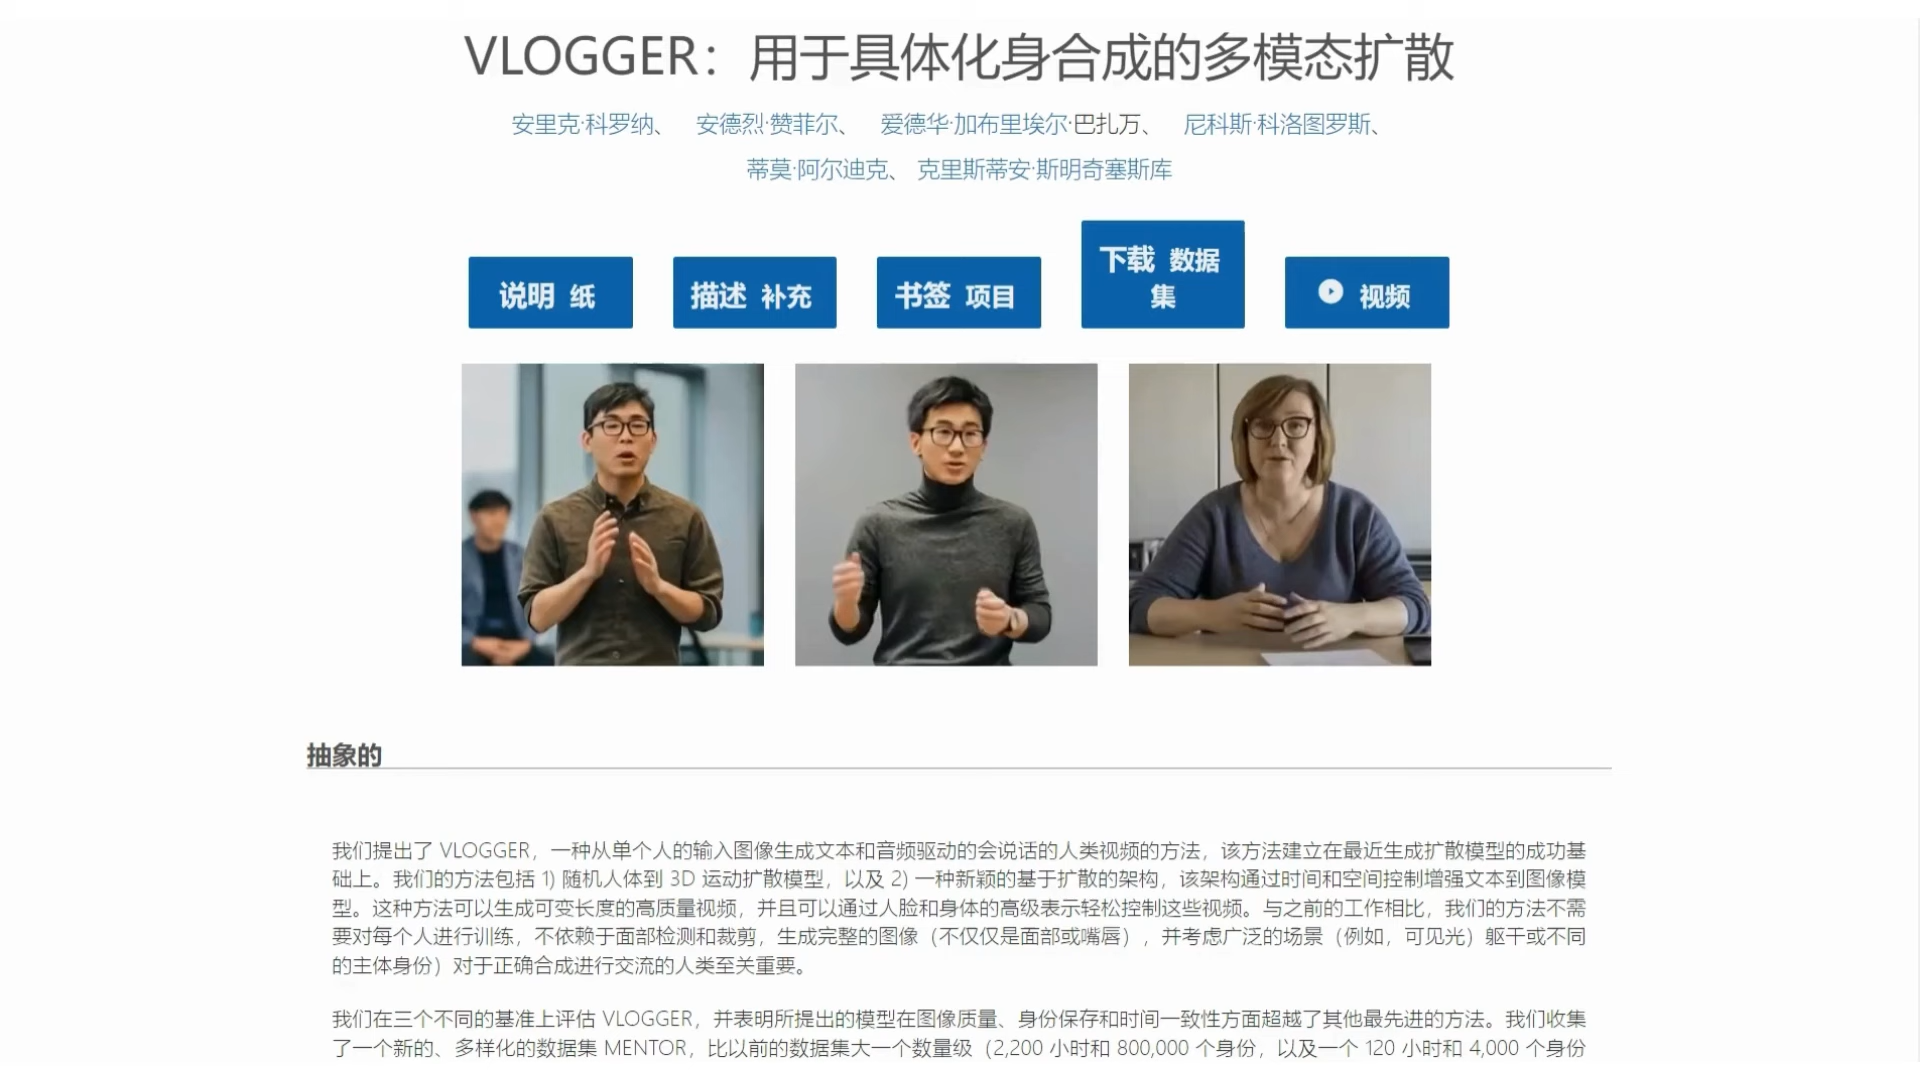 VLOGGER：用于具体化身合成的多模态扩散
安里克·科罗纳、 安德烈·赞菲尔、 爱德华·加布里埃尔·巴扎万、 尼科斯·科洛图罗斯、
蒂莫·阿尔迪克、 克里斯蒂安·斯明奇塞斯库
说明 纸
描述 补充
书签 项目
下载 数据
集
视频
抽象的
我们提出了 VLOGGER，一种从单个人的输入图像生成文本和音频驱动的会说话的人类视频的方法，该方法建立在最近生成扩散模型的成功基
础上。我们的方法包括 1) 随机人体到 3D 运动扩散模型，以及 2) 一种新颖的基于扩散的架构，该架构通过时间和空间控制增强文本到图像模
型。这种方法可以生成可变长度的高质量视频，并且可以通过人脸和身体的高级表示轻松控制这些视频。与之前的工作相比，我们的方法不需
要对每个人进行训练，不依赖于面部检测和裁剪，生成完整的图像（不仅仅是面部或嘴唇），并考虑广泛的场景（例如，可见光）躯干或不同
的主体身份）对于正确合成进行交流的人类至关重要。
我们在三个不同的基准上评估 VLOGGER，并表明所提出的模型在图像质量、身份保存和时间一致性方面超越了其他最先进的方法。我们收集
了一个新的、多样化的数据集 MENTOR，比以前的数据集大一个数量级（2,200 小时和 800,000 个身份，以及一个 120 小时和 4,000 个身份